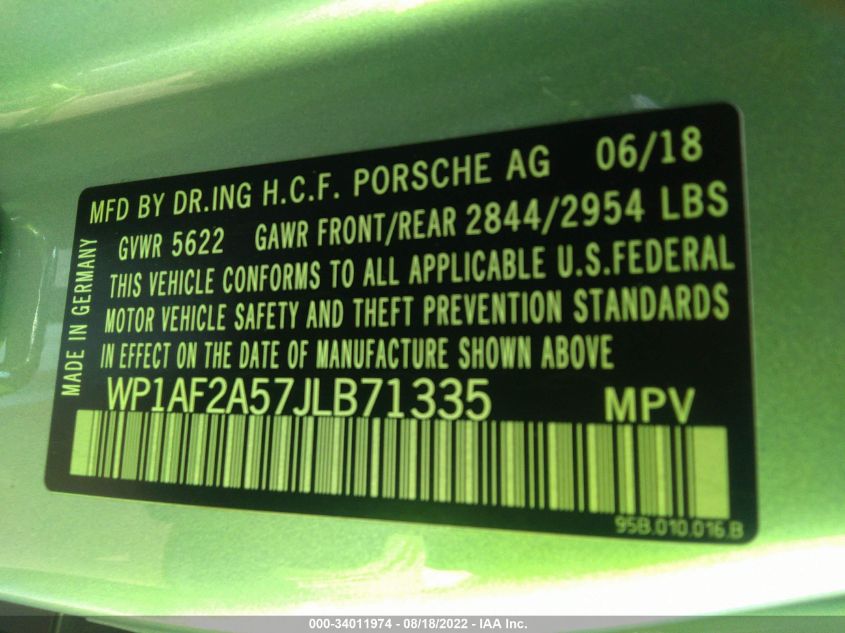 MFD BY DR.ING H.C.F. PORSCHE AG 06/18
GVWR 5622 GAWR FRONT/REAR 2844/2954 LBS
THIS VEHICLE CONFORMS TO ALL APPLICABLE U.S.FEDERAL
MOTOR VEHICLE SAFETY AND THEFT PREVENTION STANDARDS
IN EFFECT ON THE DATE OF MANUFACTURE SHOWN ABOVE
MADE IN GERMANY
WP1AF2A57JLB71335 MPV
95B.010.016.B
000-34011974 - 08/18/2022 - IAA Inc.